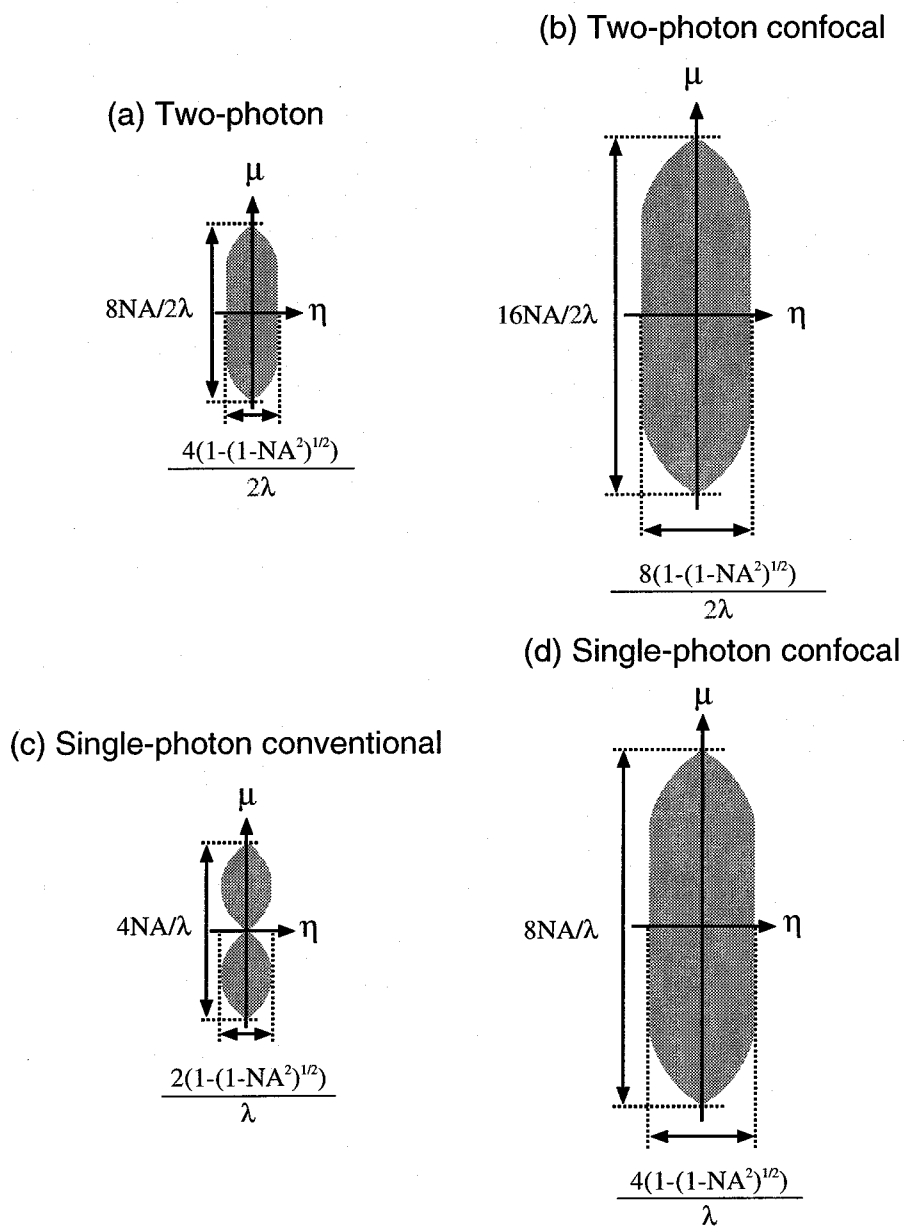 (a) Two-photon
μ
8NA/2λ
η
4(1-(1-NA²)¹/²)
2λ
(b) Two-photon confocal
μ
16NA/2λ
η
8(1-(1-NA²)¹/²)
2λ
(c) Single-photon conventional
μ
4NA/λ
η
2(1-(1-NA²)¹/²)
λ
(d) Single-photon confocal
μ
8NA/λ
η
4(1-(1-NA²)¹/²)
λ